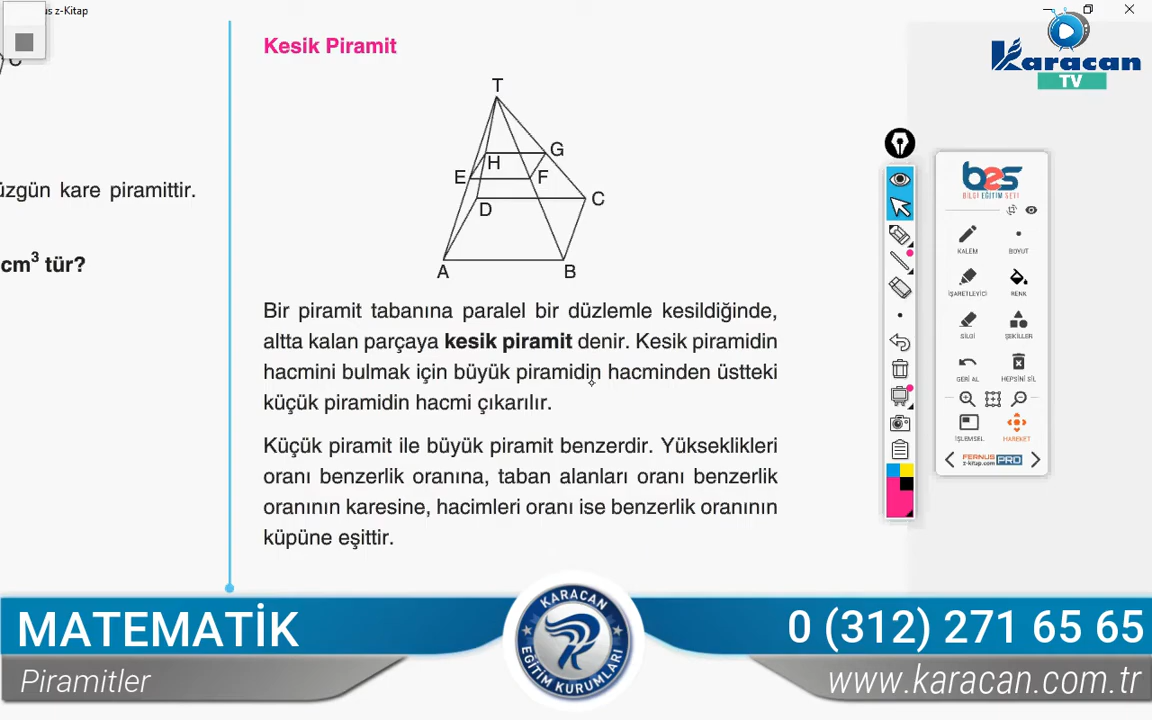 us z-Kitap
Karacan
TV
Kesik Piramit
T
H
G
E
F
D
C
A
B
üzgün kare piramittir.
cm³ tür?
Bir piramit tabanına paralel bir düzlemle kesildiğinde,
altta kalan parçaya kesik piramit denir. Kesik piramidin
hacmini bulmak için büyük piramidin hacminden üstteki
küçük piramidin hacmi çıkarılır.
Küçük piramit ile büyük piramit benzerdir. Yükseklikleri
oranı benzerlik oranına, taban alanları oranı benzerlik
oranının karesine, hacimleri oranı ise benzerlik oranının
küpüne eşittir.
bes
BİLGİ EĞİTİM SETİ
KALEM
BOYUT
İŞARETLEYİCİ
RENK
SİLGİ
ŞEKİLLER
GERİ AL
HEPSİNİ SİL
İŞLEMSEL
HAREKET
FERNUS
z-kitap.com PRO
MATEMATİK
Piramitler
KARACAN
EĞİTİM KURUMLARI
0 (312) 271 65 65
www.karacan.com.tr